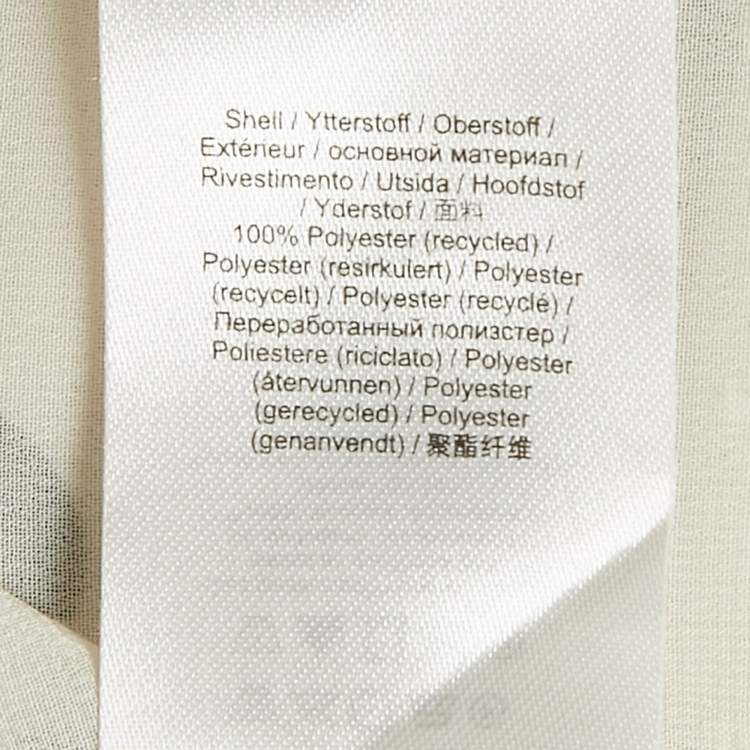 Shell / Ytterstoff / Oberstoff /
Extérieur / основной материал /
Rivestimento / Utsida / Hoofdstof
/ Yderstof / 面料
100% Polyester (recycled) /
Polyester (resirkulert) / Polyester
(recycelt) / Polyester (recyclé) /
Переработанный полиэстер /
Poliestere (riciclato) / Polyester
(återvunnen) / Polyester
(gerecycled) / Polyester
(genanvendt) / 聚酯纤维